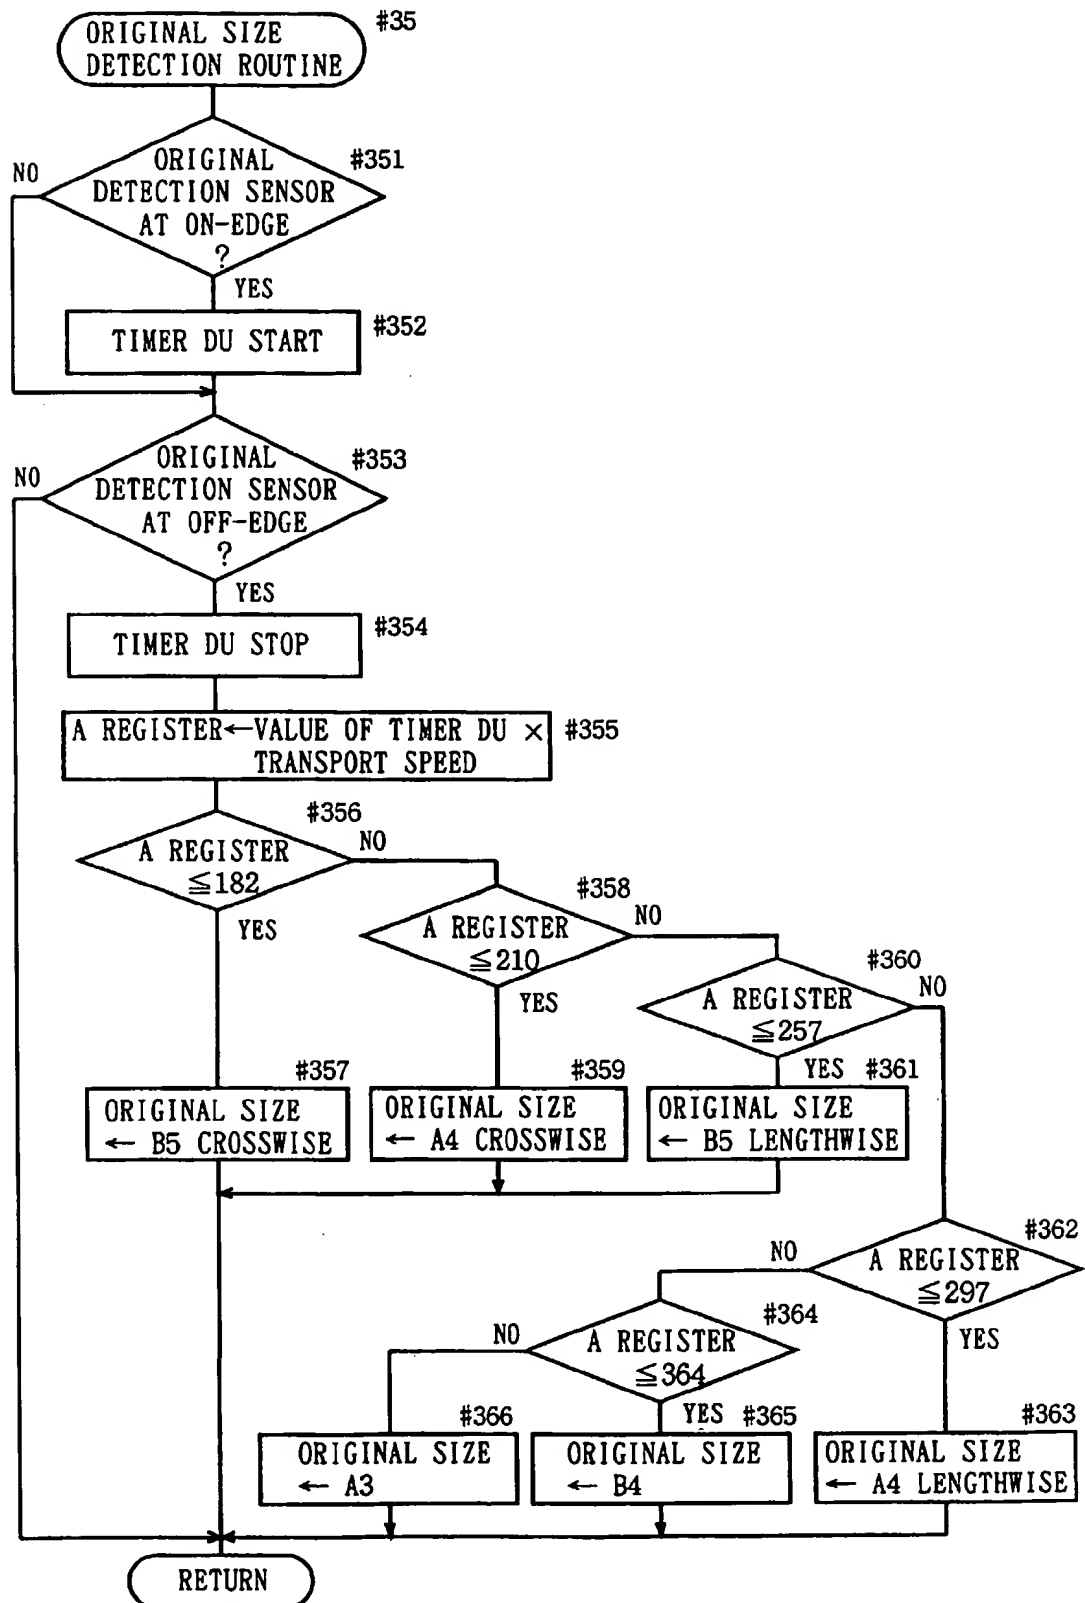 ORIGINAL SIZE
DETECTION ROUTINE
#35
ORIGINAL
DETECTION SENSOR
AT ON-EDGE
?
#351
NO
YES
TIMER DU START
#352
ORIGINAL
DETECTION SENSOR
AT OFF-EDGE
?
#353
NO
YES
TIMER DU STOP
#354
A REGISTER←VALUE OF TIMER DU ×
TRANSPORT SPEED
#355
#356
A REGISTER
≦182
NO
YES
#358
A REGISTER
≦210
NO
YES
#360
A REGISTER
≦257
NO
YES
#357
ORIGINAL SIZE
← B5 CROSSWISE
#359
ORIGINAL SIZE
← A4 CROSSWISE
#361
ORIGINAL SIZE
← B5 LENGTHWISE
#362
A REGISTER
≦297
NO
YES
#364
A REGISTER
≦364
NO
YES
#366
ORIGINAL SIZE
← A3
#365
ORIGINAL SIZE
← B4
#363
ORIGINAL SIZE
← A4 LENGTHWISE
RETURN